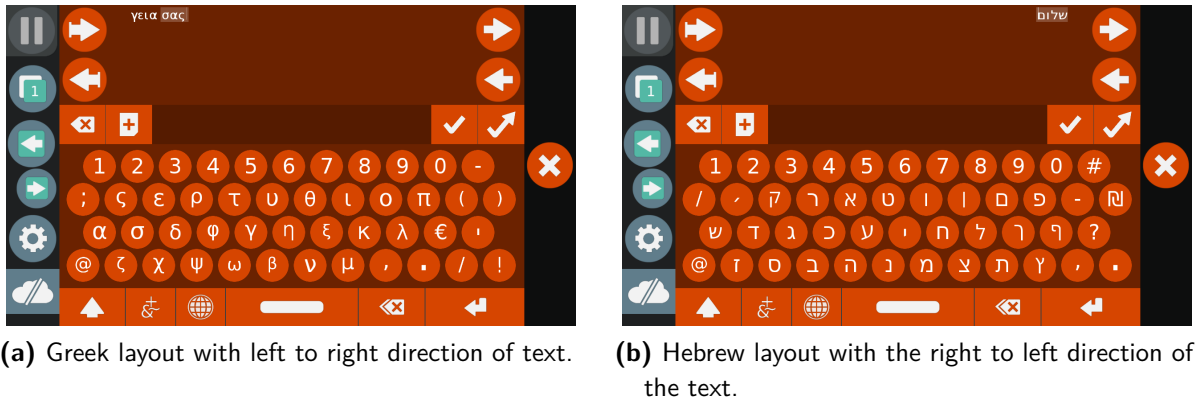 γεια σας
1
1 2 3 4 5 6 7 8 9 0 -
; ς ε ρ τ υ θ ι ο π ( )
α σ δ φ γ η ξ κ λ € '
@ ζ χ ψ ω β ν μ , . / !
שלום
1
1 2 3 4 5 6 7 8 9 0 #
/ ׳ ק ר א ט ו ן ם פ - ₪
ש ד ג כ ע י ח ל ך ף ?
@ ז ס ב ה נ מ צ ת ץ , .
(a) Greek layout with left to right direction of text.
(b) Hebrew layout with the right to left direction of
the text.